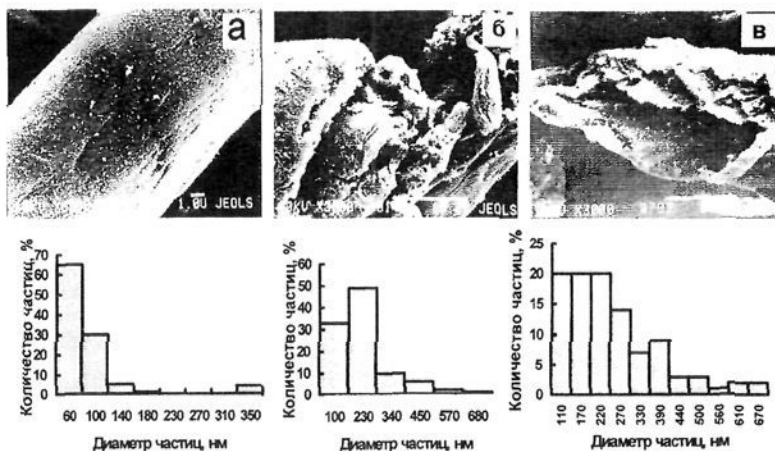 а
б
в
1.0U JEOLS
X3000
JEOLS
X3000
Количество частиц, %
70
60
50
40
30
20
10
0
60 100 140 180 230 270 310 350
Диаметр частиц, нм
Количество частиц, %
60
50
40
30
20
10
0
100 230 340 450 570 680
Диаметр частиц, нм
Количество частиц, %
25
20
15
10
5
0
110 170 220 270 330 390 440 500 560 610 670
Диаметр частиц, нм